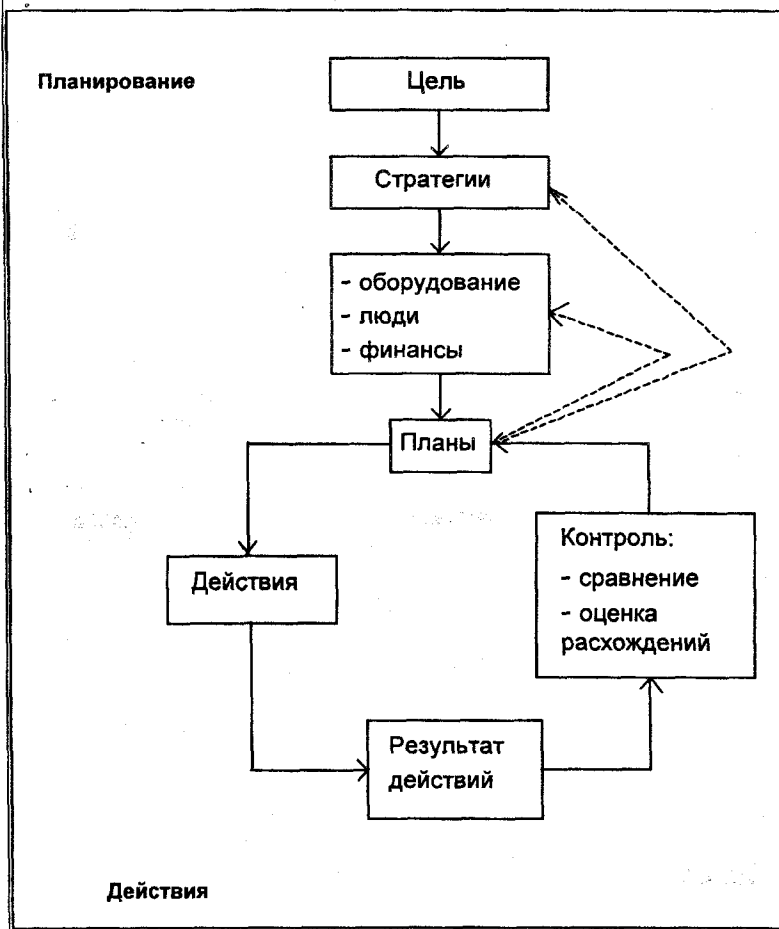 Планирование
Цель
Стратегии
- оборудование
- люди
- финансы
Планы
Действия
Контроль:
- сравнение
- оценка
расхождений
Результат
действий
Действия